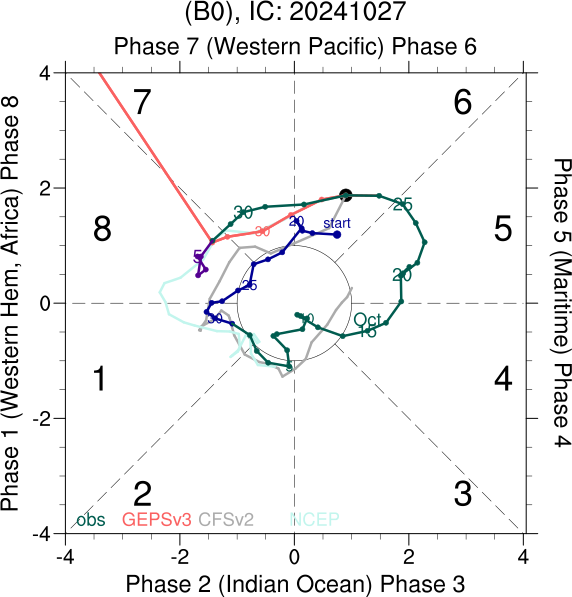 (B0), IC: 20241027
Phase 7 (Western Pacific) Phase 6
4
7
6
30
25
start
20
8
30
5
5
25
20
2
Phase 1 (Western Hem, Africa) Phase 8
Phase 5 (Maritime) Phase 4
0
30
Oct
15
5
1
4
-2
2
3
obs
GEPSv3
CFSv2
NCEP
-4
-4
-2
0
2
4
Phase 2 (Indian Ocean) Phase 3